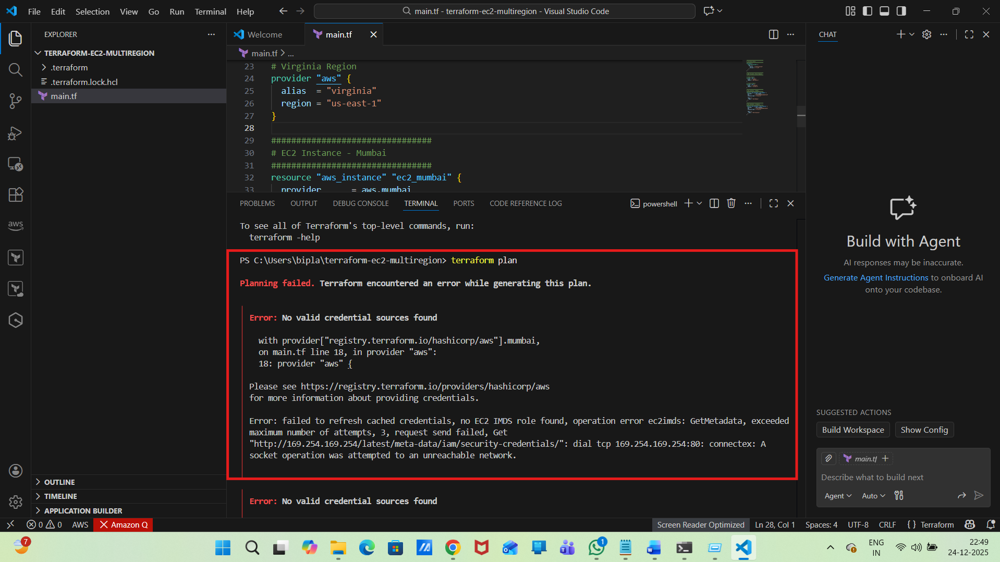 File Edit Selection View Go Run Terminal Help
main.tf - terraform-ec2-multiregion - Visual Studio Code
EXPLORER
TERRAFORM-EC2-MULTIREGION
.terraform
.terraform.lock.hcl
main.tf
aws
OUTLINE
TIMELINE
APPLICATION BUILDER
Welcome
main.tf
main.tf > ...
23 # Virginia Region
24 provider "aws" {
25 alias = "virginia"
26 region = "us-east-1"
27 }
28
29 ################################
30 # EC2 Instance - Mumbai
31 ################################
32 resource "aws_instance" "ec2_mumbai" {
33 provider = aws.mumbai
PROBLEMS OUTPUT DEBUG CONSOLE TERMINAL PORTS CODE REFERENCE LOG
powershell
To see all of Terraform's top-level commands, run:
terraform -help
PS C:\Users\bipla\terraform-ec2-multiregion> terraform plan
Planning failed. Terraform encountered an error while generating this plan.
Error: No valid credential sources found
with provider["registry.terraform.io/hashicorp/aws"].mumbai,
on main.tf line 18, in provider "aws":
18: provider "aws" {
Please see https://registry.terraform.io/providers/hashicorp/aws
for more information about providing credentials.
Error: failed to refresh cached credentials, no EC2 IMDS role found, operation error ec2imds: GetMetadata, exceeded
maximum number of attempts, 3, request send failed, Get
"http://169.254.169.254/latest/meta-data/iam/security-credentials/": dial tcp 169.254.169.254:80: connectex: A
socket operation was attempted to an unreachable network.
Error: No valid credential sources found
CHAT
Build with Agent
AI responses may be inaccurate.
Generate Agent Instructions to onboard AI
onto your codebase.
SUGGESTED ACTIONS
Build Workspace Show Config
main.tf
Describe what to build next
Agent Auto
0 0 AWS Amazon Q
Screen Reader Optimized Ln 28, Col 1 Spaces: 4 UTF-8 CRLF { } Terraform
7
1
ENG
IN
22:49
24-12-2025